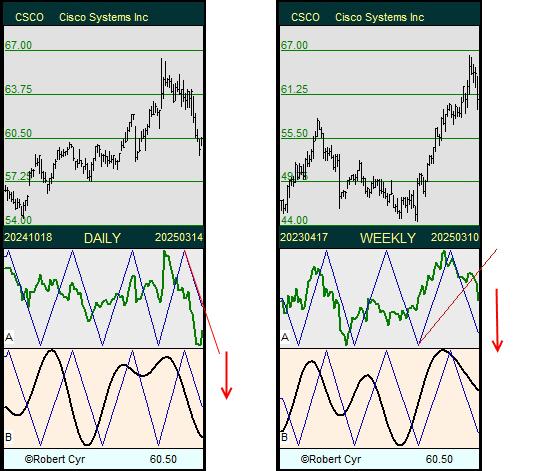 CSCO Cisco Systems Inc
67.00
63.75
60.50
57.25
54.00
20241018 DAILY 20250314
A
B
©Robert Cyr 60.50
CSCO Cisco Systems Inc
67.00
61.25
55.50
44.00
20230417 WEEKLY 20250310
A
B
©Robert Cyr 60.50